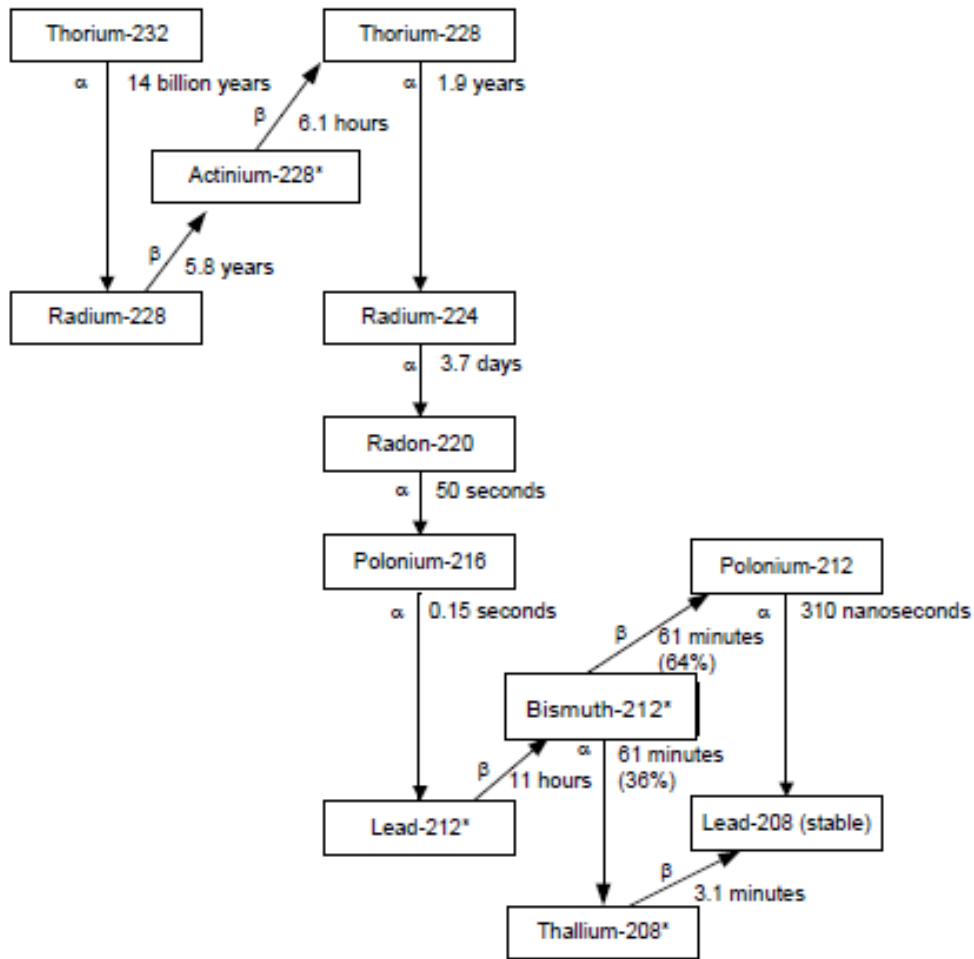 Thorium-232
Thorium-228
α 14 billion years
α 1.9 years
β 6.1 hours
Actinium-228*
β 5.8 years
Radium-228
Radium-224
α 3.7 days
Radon-220
α 50 seconds
Polonium-216
Polonium-212
α 0.15 seconds
α 310 nanoseconds
β 61 minutes
(64%)
Bismuth-212*
α 61 minutes
(36%)
β 11 hours
Lead-212*
Lead-208 (stable)
β 3.1 minutes
Thallium-208*